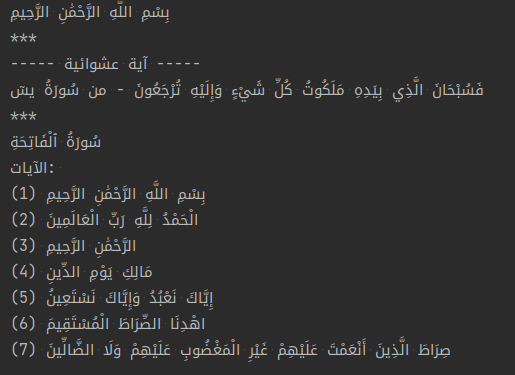 بِسْمِ اللَّهِ الرَّحْمَٰنِ الرَّحِيمِ
***
----- آية عشوائية -----
فَسُبْحَانَ الَّذِي بِيَدِهِ مَلَكُوتُ كُلِّ شَيْءٍ وَإِلَيْهِ تُرْجَعُونَ - من سُورَةُ يسٓ
***
سُورَةُ ٱلْفَاتِحَةِ
الآيات:
(1) بِسْمِ اللَّهِ الرَّحْمَٰنِ الرَّحِيمِ
(2) الْحَمْدُ لِلَّهِ رَبِّ الْعَالَمِينَ
(3) الرَّحْمَٰنِ الرَّحِيمِ
(4) مَالِكِ يَوْمِ الدِّينِ
(5) إِيَّاكَ نَعْبُدُ وَإِيَّاكَ نَسْتَعِينُ
(6) اهْدِنَا الصِّرَاطَ الْمُسْتَقِيمَ
(7) صِرَاطَ الَّذِينَ أَنْعَمْتَ عَلَيْهِمْ غَيْرِ الْمَغْضُوبِ عَلَيْهِمْ وَلَا الضَّالِّينَ